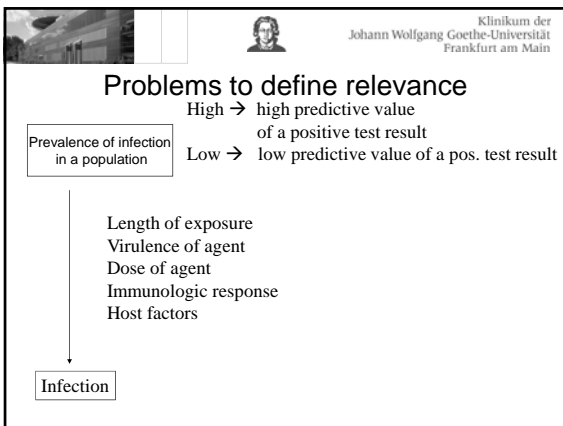 Klinikum der
Johann Wolfgang Goethe-Universität
Frankfurt am Main
Problems to define relevance
High → high predictive value
of a positive test result
Prevalence of infection
in a population
Low → low predictive value of a pos. test result
Length of exposure
Virulence of agent
Dose of agent
Immunologic response
Host factors
Infection